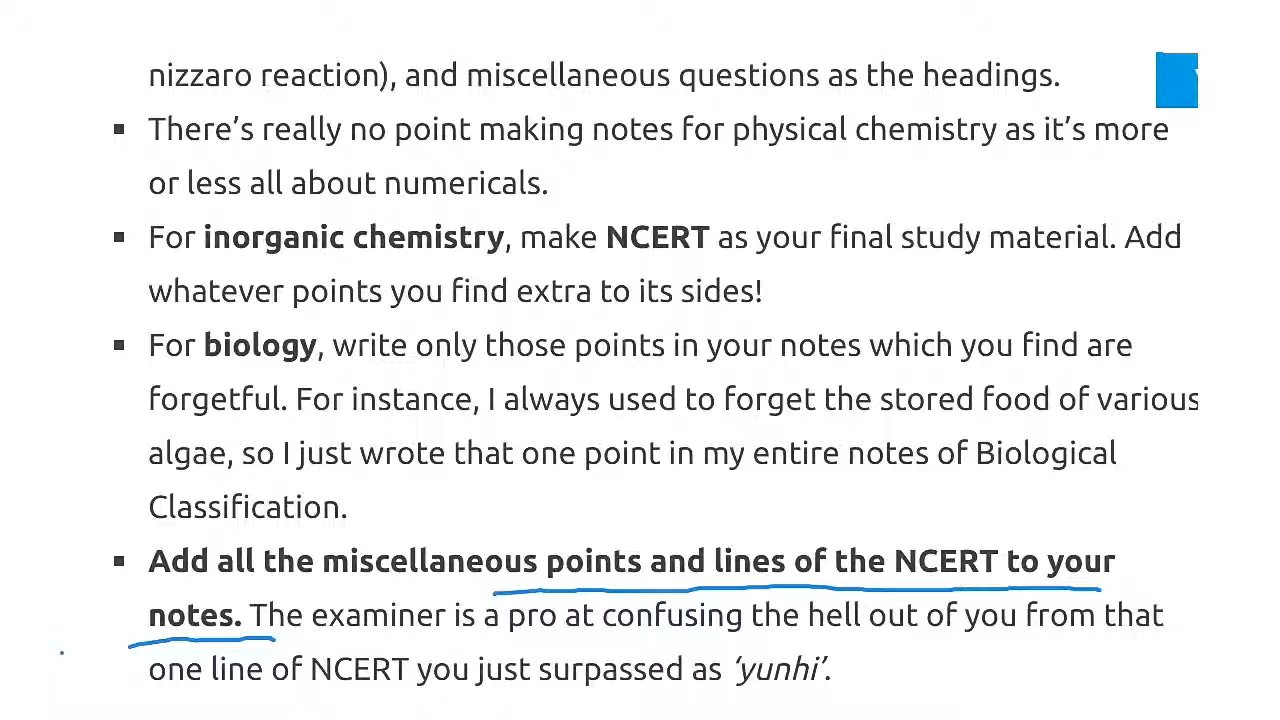 nizzaro reaction), and miscellaneous questions as the headings.
▪ There's really no point making notes for physical chemistry as it's more
or less all about numericals.
▪ For inorganic chemistry, make NCERT as your final study material. Add
whatever points you find extra to its sides!
▪ For biology, write only those points in your notes which you find are
forgetful. For instance, I always used to forget the stored food of various
algae, so I just wrote that one point in my entire notes of Biological
Classification.
▪ Add all the miscellaneous points and lines of the NCERT to your
notes. The examiner is a pro at confusing the hell out of you from that
one line of NCERT you just surpassed as ‘yunhi’.